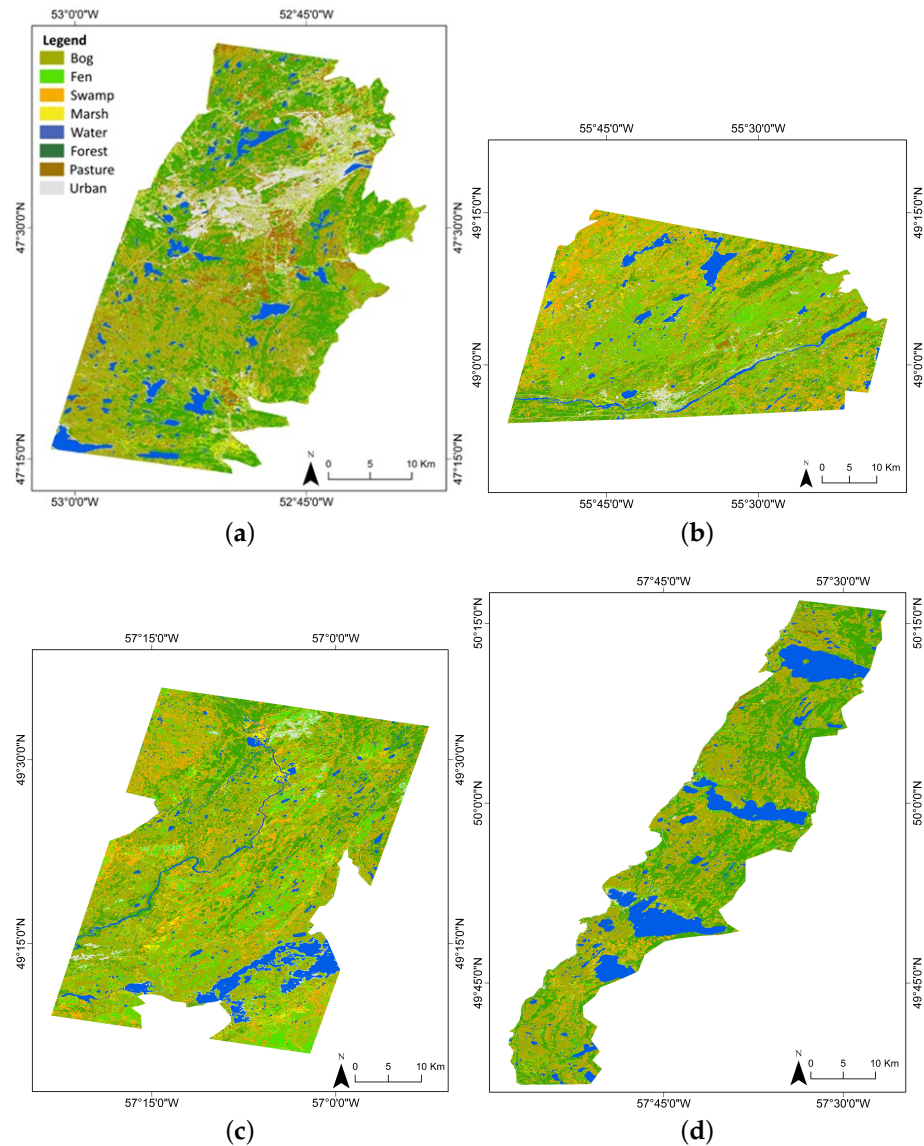 53°0'0"W 52°45'0"W
Legend
Bog
Fen
Swamp
Marsh
Water
Forest
Pasture
Urban
47°30'0"N 47°30'0"N
47°15'0"N 47°15'0"N
N
0 5 10 Km
53°0'0"W 52°45'0"W
(a)
55°45'0"W 55°30'0"W
49°15'0"N 49°15'0"N
49°0'0"N 49°0'0"N
N
0 5 10 Km
55°45'0"W 55°30'0"W
(b)
57°15'0"W 57°0'0"W
49°30'0"N 49°30'0"N
49°15'0"N 49°15'0"N
N
0 5 10 Km
57°15'0"W 57°0'0"W
(c)
57°45'0"W 57°30'0"W
50°15'0"N 50°15'0"N
50°0'0"N 50°0'0"N
49°45'0"N 49°45'0"N
N
0 5 10 Km
57°45'0"W 57°30'0"W
(d)